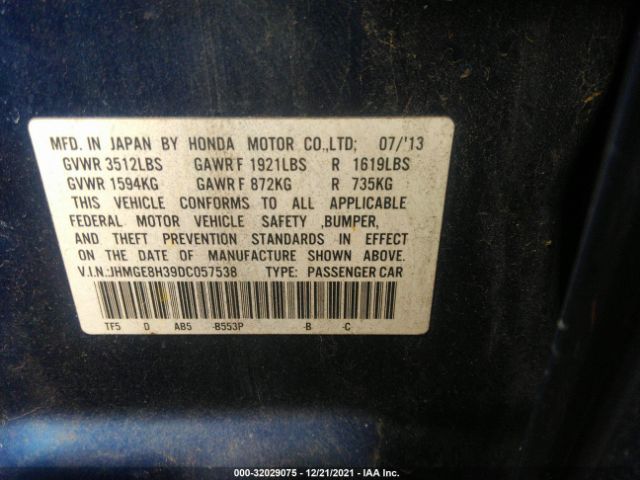 MFD. IN JAPAN BY HONDA MOTOR CO.,LTD; 07/'13
GVWR 3512LBS GAWR F 1921LBS R 1619LBS
GVWR 1594KG GAWR F 872KG R 735KG
THIS VEHICLE CONFORMS TO ALL APPLICABLE
FEDERAL MOTOR VEHICLE SAFETY ,BUMPER,
AND THEFT PREVENTION STANDARDS IN EFFECT
ON THE DATE OF MANUFACTURE SHOWN ABOVE.
V.I.N.:JHMGE8H39DC057538 TYPE: PASSENGER CAR
TF5 D AB5 -B553P -B -C
000-32029075 - 12/21/2021 - IAA Inc.